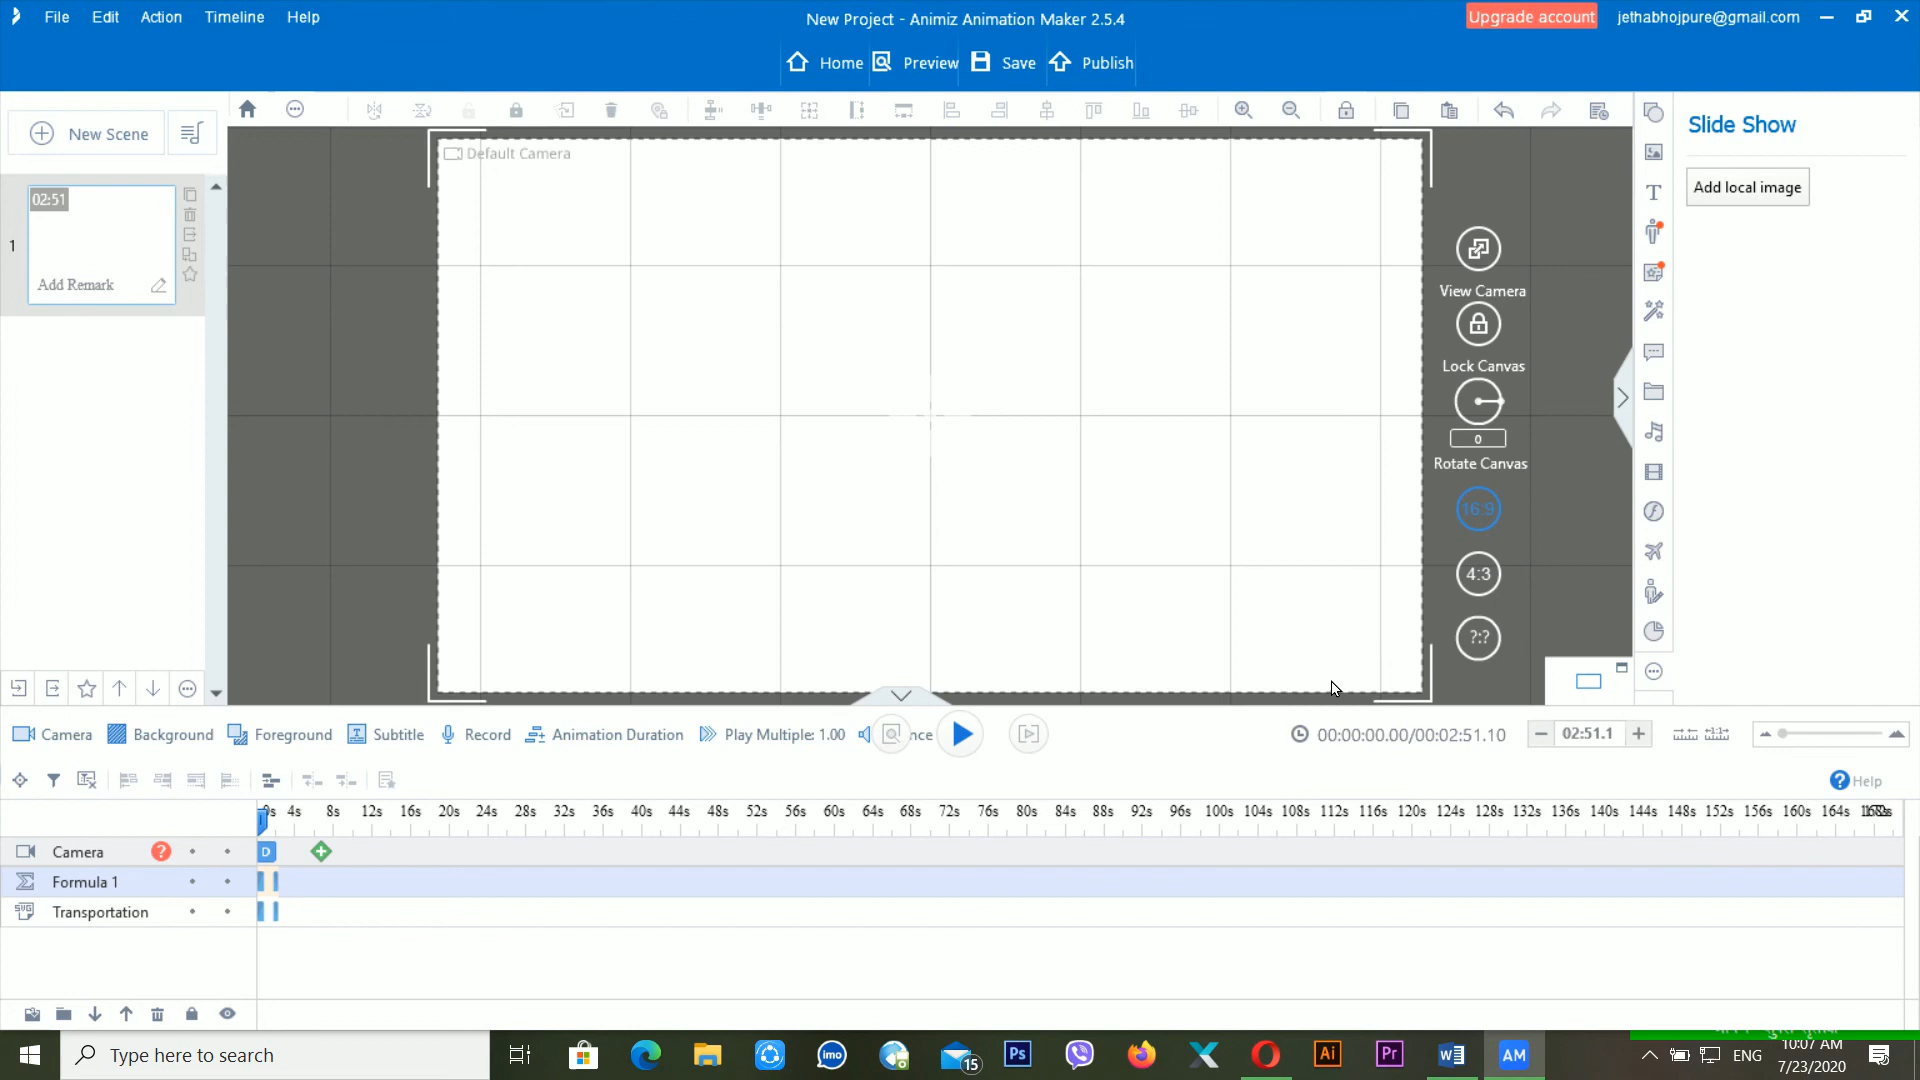 File Edit Action Timeline Help
New Project - Animiz Animation Maker 2.5.4
Upgrade account jethabhojpure@gmail.com
Home Preview Save Publish
New Scene
Slide Show
Default Camera
Add local image
02:51
1
Add Remark
View Camera
Lock Canvas
0
Rotate Canvas
16:9
4:3
?:?
Camera Background Foreground Subtitle Record Animation Duration Play Multiple: 1.00 nce 00:00:00.00/00:02:51.10 02:51.1
Help
0s 4s 8s 12s 16s 20s 24s 28s 32s 36s 40s 44s 48s 52s 56s 60s 64s 68s 72s 76s 80s 84s 88s 92s 96s 100s 104s 108s 112s 116s 120s 124s 128s 132s 136s 140s 144s 148s 152s 156s 160s 164s
Camera ? D
Formula 1
Transportation
Type here to search
imo
15
Ps
Ai
Pr
AM
ENG
10:07 AM
7/23/2020